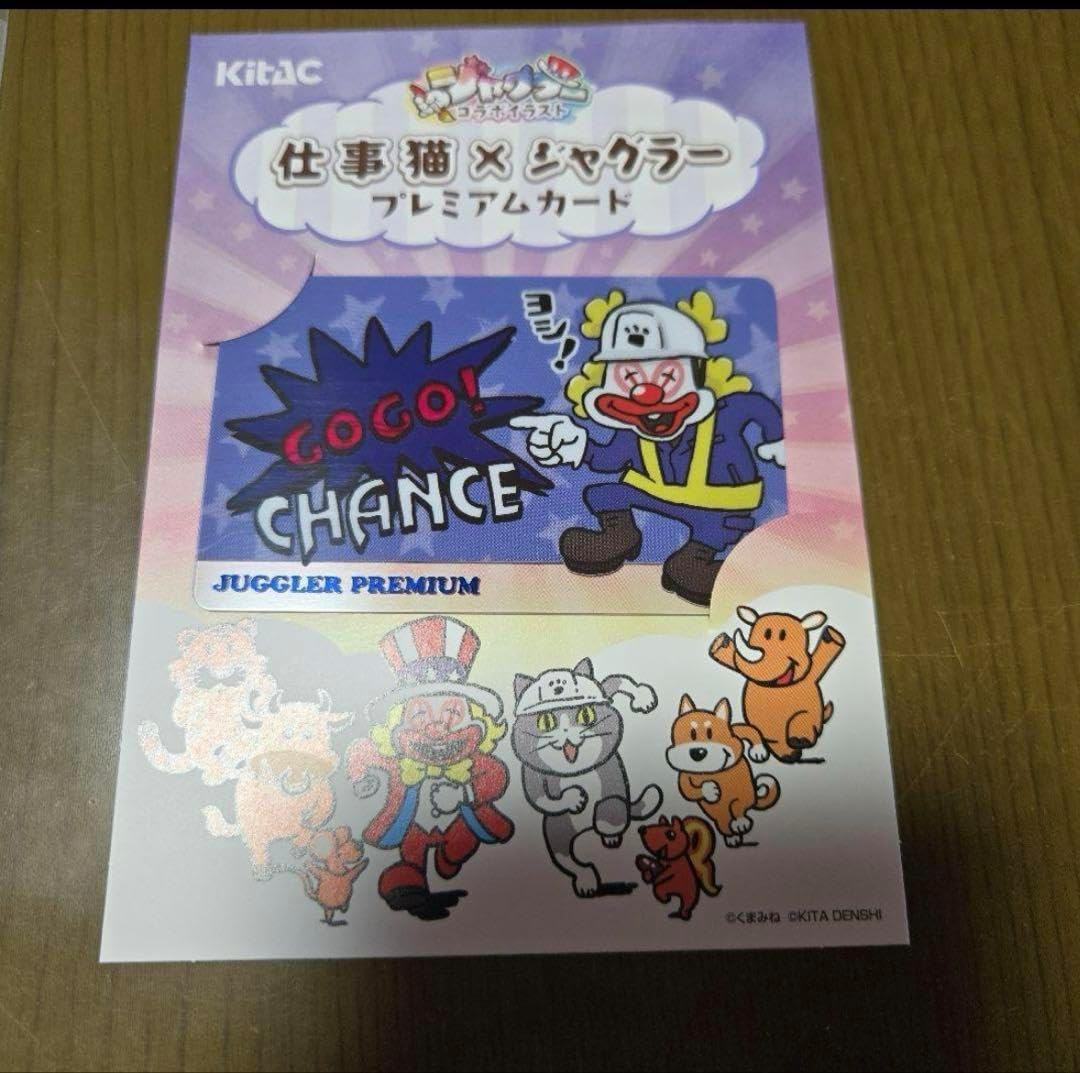 KitAC
ジャグラー
コラボイラスト
仕事猫×ジャグラー
プレミアムカード
ヨシ!
GOGO!
CHANCE
JUGGLER PREMIUM
©くまみね ©KITA DENSHI